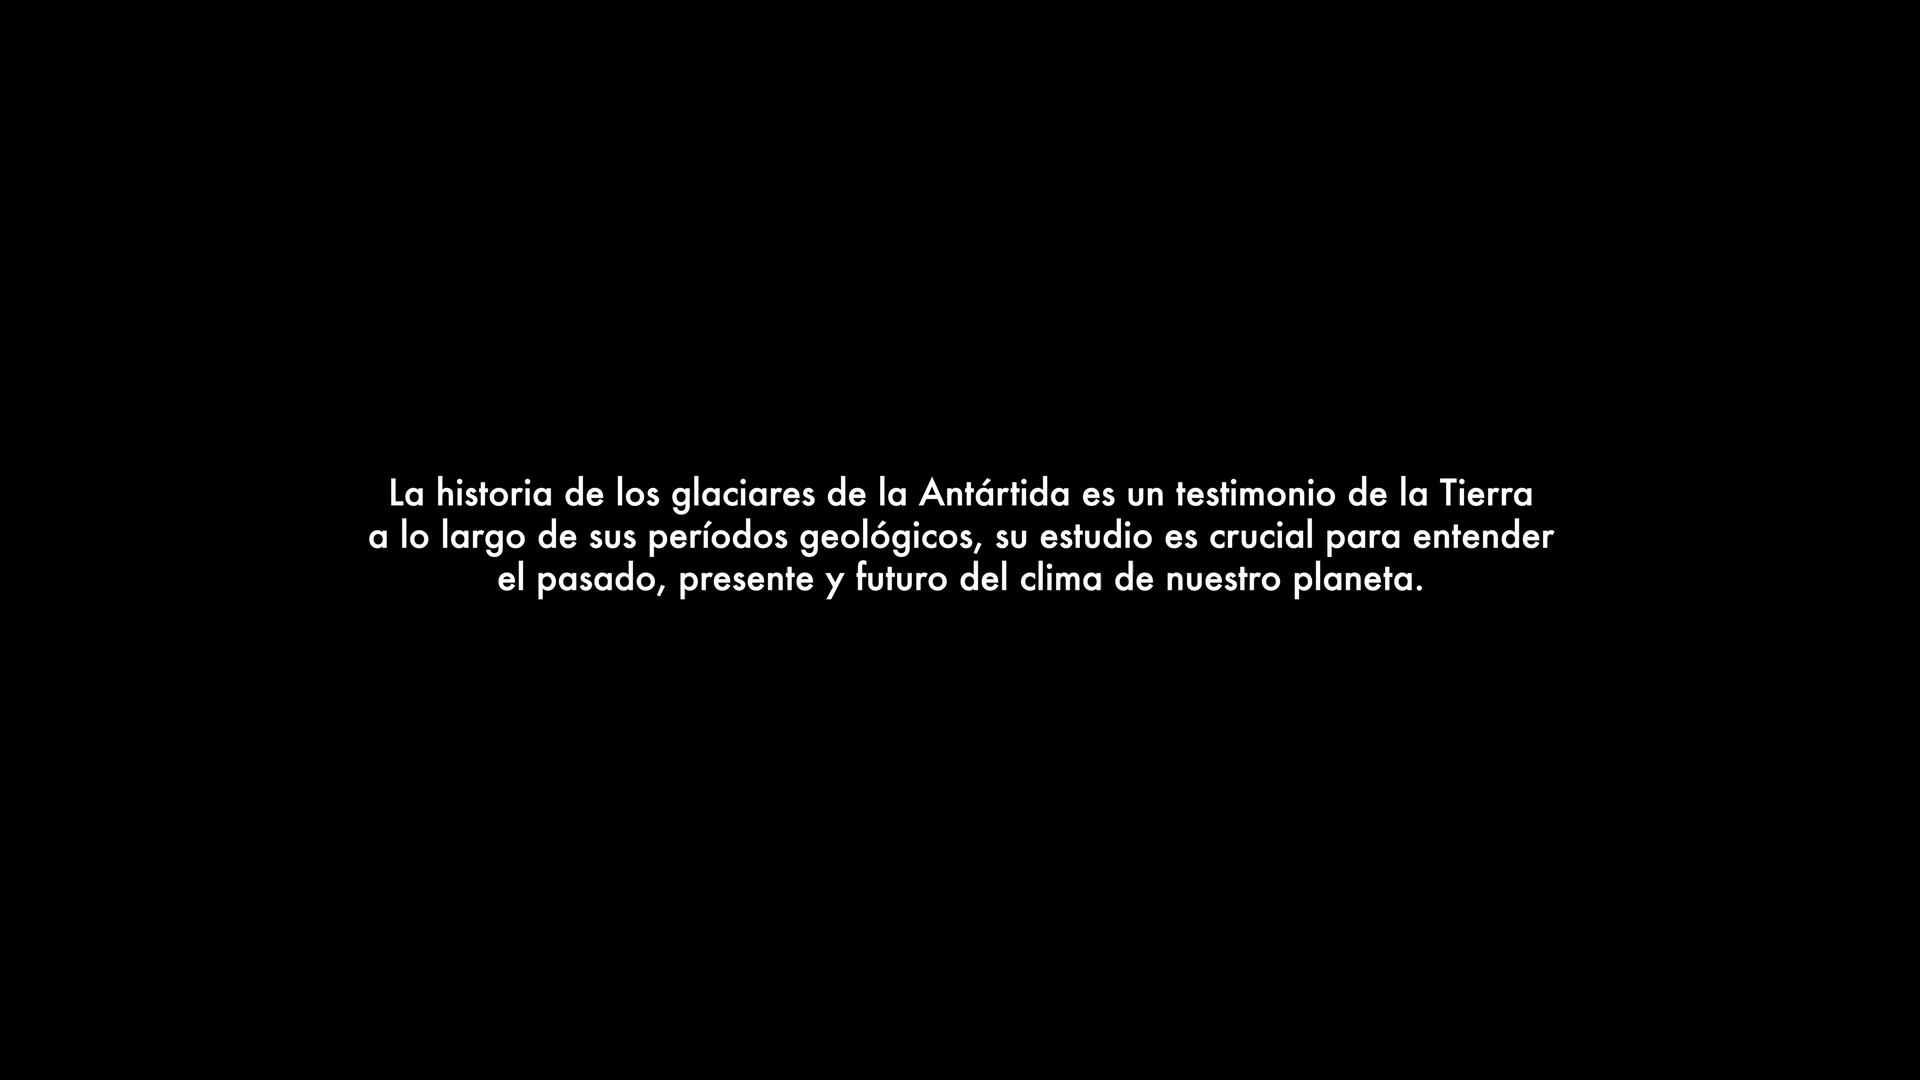 La historia de los glaciares de la Antártida es un testimonio de la Tierra
a lo largo de sus períodos geológicos, su estudio es crucial para entender
el pasado, presente y futuro del clima de nuestro planeta.